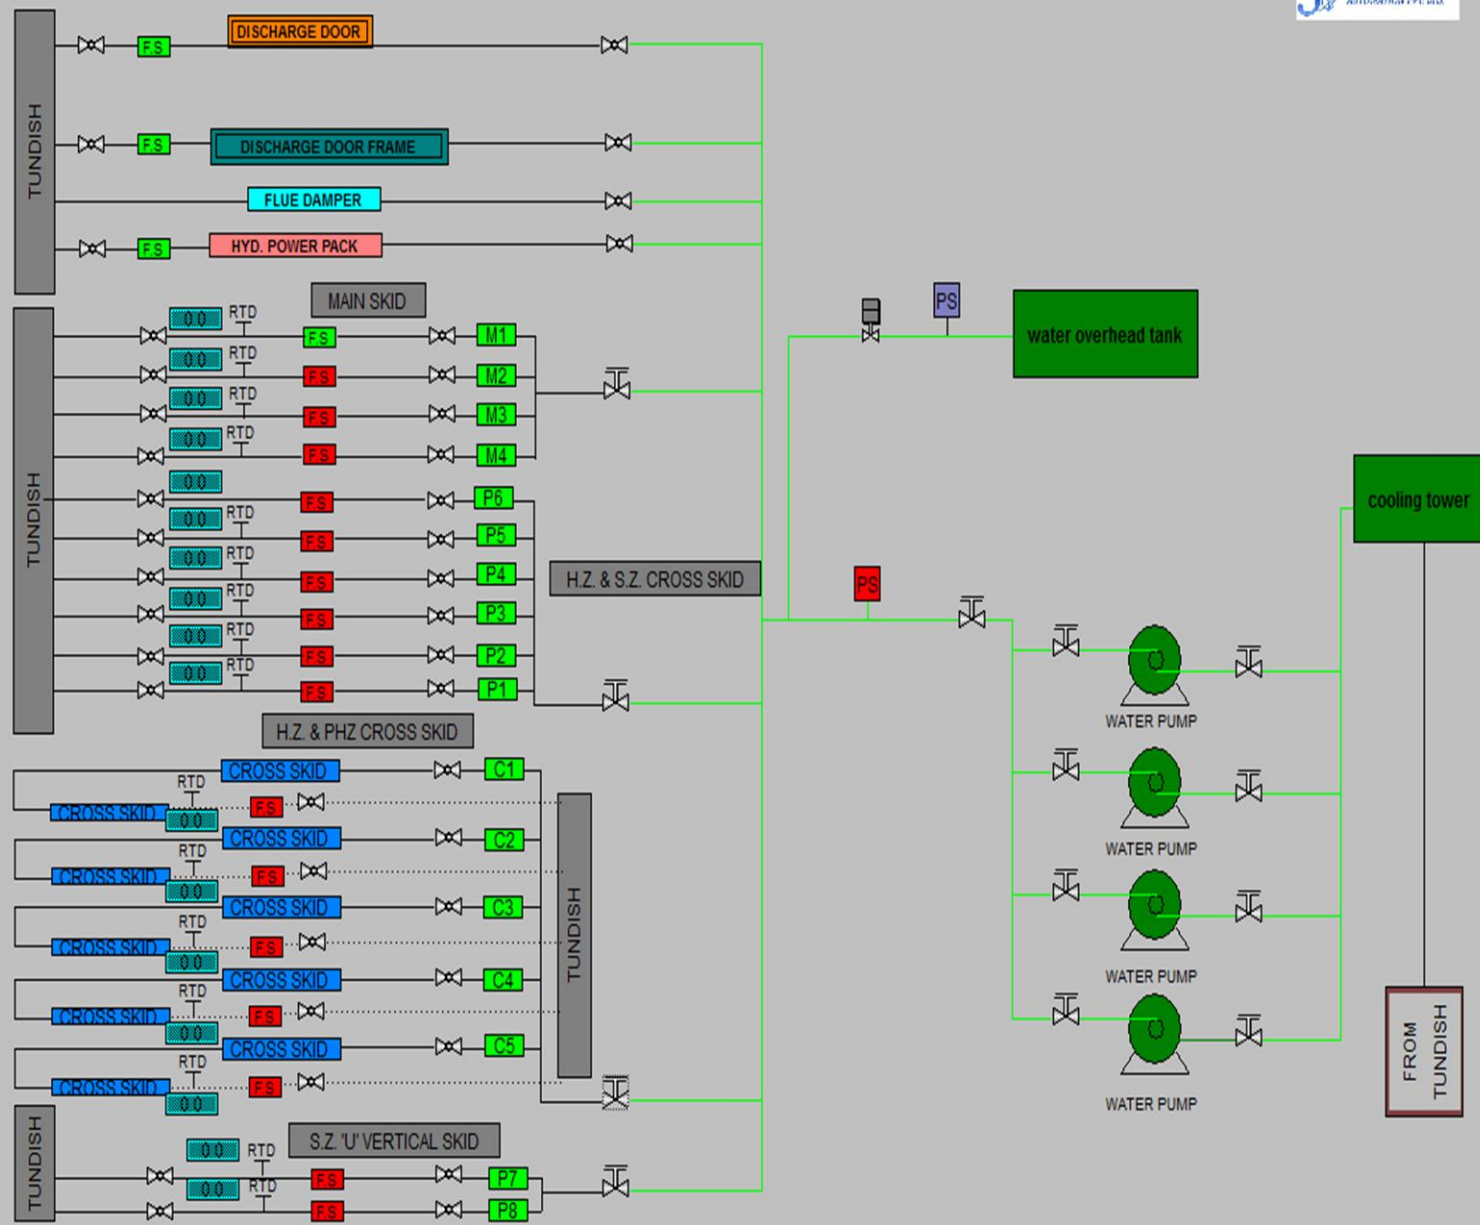 AUTOMATION PVT. LTD.
TUNDISH
F.S
DISCHARGE DOOR
F.S
DISCHARGE DOOR FRAME
FLUE DAMPER
F.S
HYD. POWER PACK
MAIN SKID
TUNDISH
0.0 RTD F.S M1
0.0 RTD F.S M2
0.0 RTD F.S M3
0.0 RTD F.S M4
0.0 F.S P6
0.0 RTD F.S P5
0.0 RTD F.S P4
0.0 RTD F.S P3
0.0 RTD F.S P2
0.0 RTD F.S P1
H.Z. & S.Z. CROSS SKID
H.Z. & PHZ CROSS SKID
CROSS SKID C1
RTD
CROSS SKID 0.0 F.S
CROSS SKID C2
RTD
CROSS SKID 0.0 F.S
CROSS SKID C3
RTD
CROSS SKID 0.0 F.S
CROSS SKID C4
RTD
CROSS SKID 0.0 F.S
CROSS SKID C5
RTD
CROSS SKID 0.0 F.S
TUNDISH
S.Z. 'U' VERTICAL SKID
TUNDISH
0.0 RTD F.S P7
0.0 RTD F.S P8
PS
water overhead tank
PS
cooling tower
WATER PUMP
WATER PUMP
WATER PUMP
WATER PUMP
FROM
TUNDISH